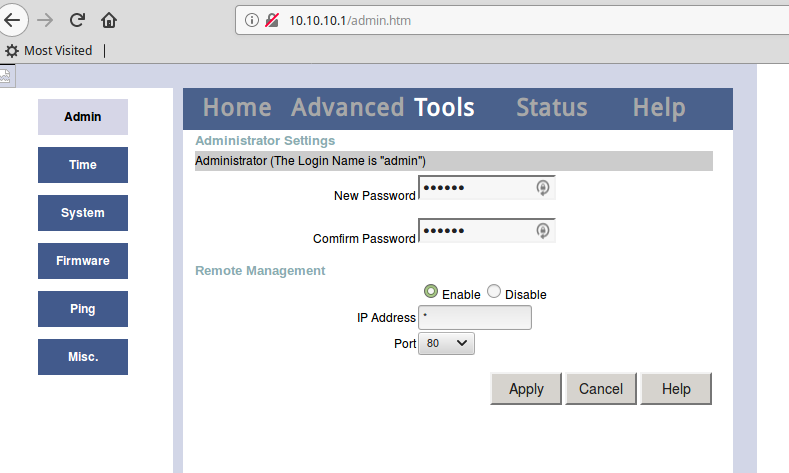 10.10.10.1/admin.htm
Most Visited
Admin
Time
System
Firmware
Ping
Misc.
Home Advanced Tools Status Help
Administrator Settings
Administrator (The Login Name is "admin")
New Password ••••••
Comfirm Password ••••••
Remote Management
Enable Disable
IP Address *
Port 80
Apply Cancel Help